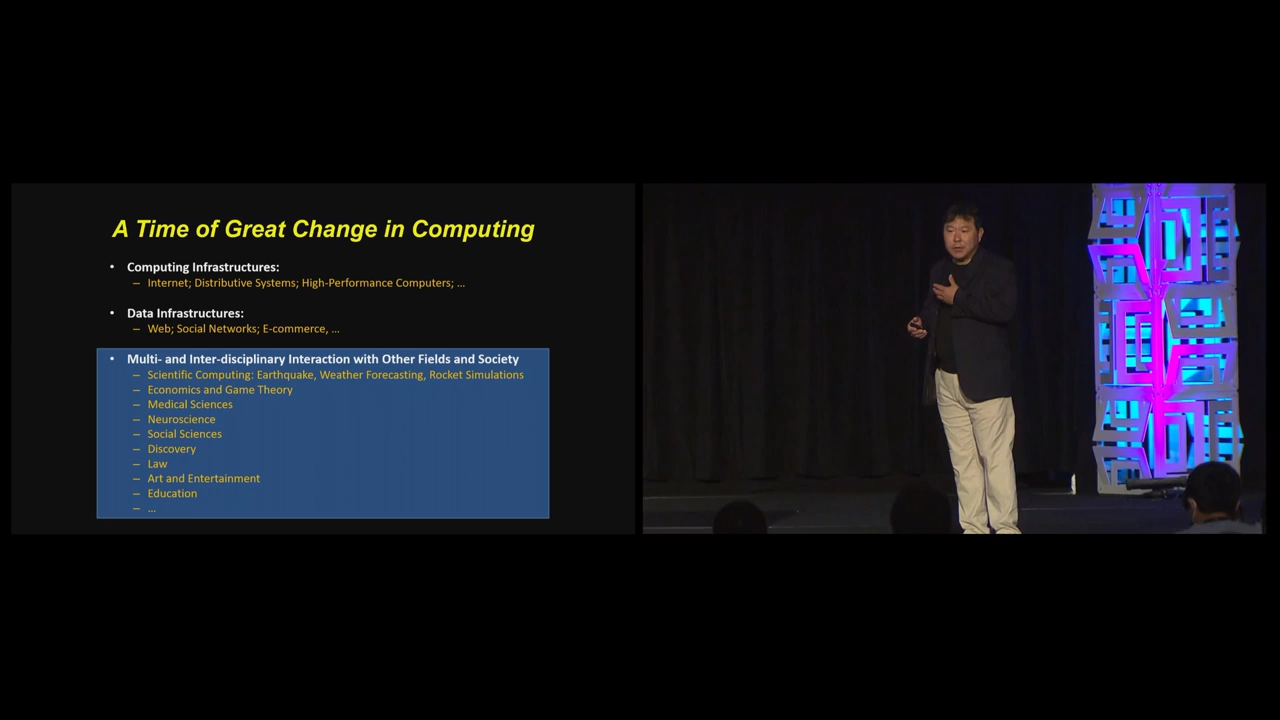 A Time of Great Change in Computing
• Computing Infrastructures:
– Internet; Distributive Systems; High-Performance Computers; ...
• Data Infrastructures:
– Web; Social Networks; E-commerce, ...
• Multi- and Inter-disciplinary Interaction with Other Fields and Society
– Scientific Computing: Earthquake, Weather Forecasting, Rocket Simulations
– Economics and Game Theory
– Medical Sciences
– Neuroscience
– Social Sciences
– Discovery
– Law
– Art and Entertainment
– Education
– ...